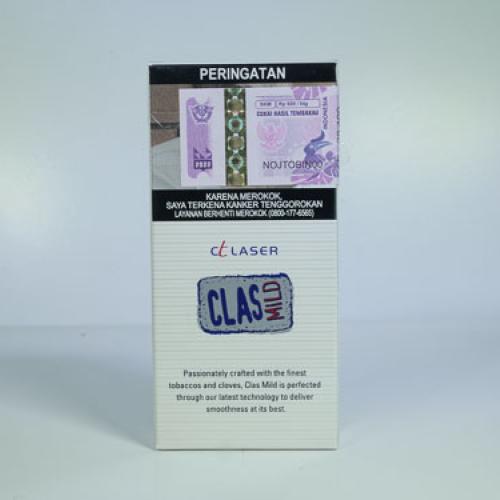 PERINGATAN
CUKAI HASIL TEMBAKAU
INDONESIA
NOJTOBIN00
KARENA MEROKOK,
SAYA TERKENA KANKER TENGGOROKAN
LAYANAN BERHENTI MEROKOK (0800-177-6565)
Ct LASER
CLAS MILD
Passionately crafted with the finest
tobaccos and cloves, Clas Mild is perfected
through our latest technology to deliver
smoothness at its best.